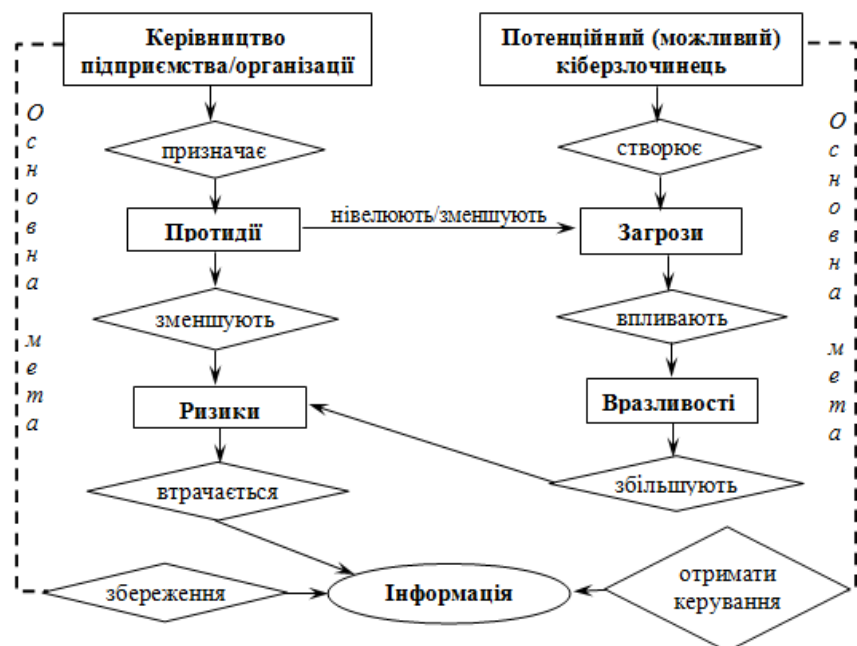 Керівництво
підприємства/організації
Потенційний (можливий)
кіберзлочинець
Основна мета
Основна мета
призначає
створює
Протидії
нівелюють/зменшують
Загрози
зменшують
впливають
Ризики
Вразливості
втрачається
збільшують
збереження
Інформація
отримати
керування